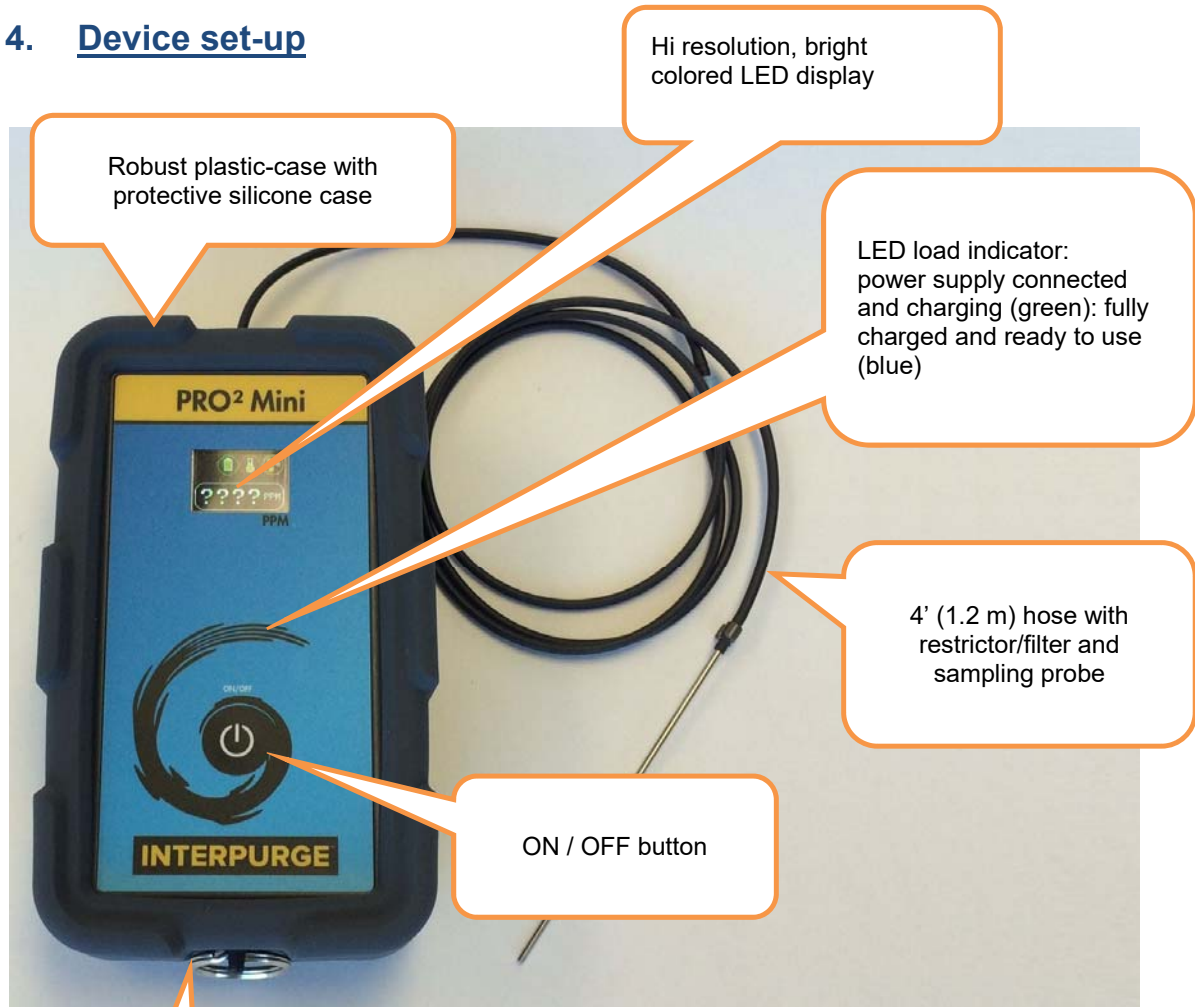 4. Device set-up
Hi resolution, bright
colored LED display
Robust plastic-case with
protective silicone case
LED load indicator:
power supply connected
and charging (green): fully
charged and ready to use
(blue)
PRO² Mini
???? PPM
PPM
4’ (1.2 m) hose with
restrictor/filter and
sampling probe
ON/OFF
ON / OFF button
INTERPURGE